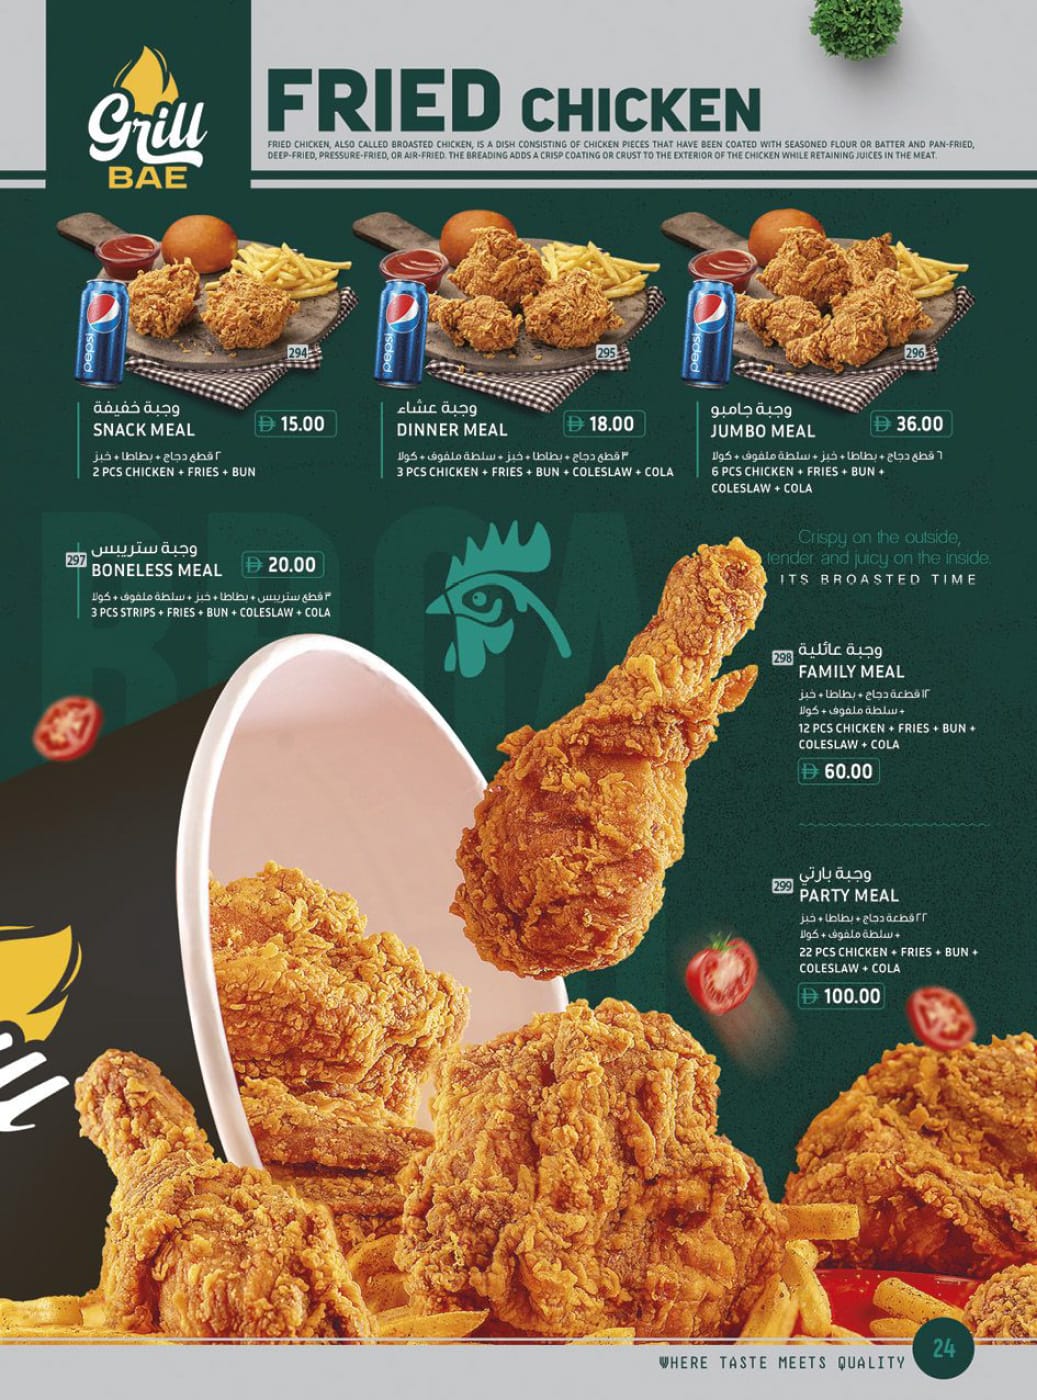 Grill
BAE
FRIED CHICKEN
FRIED CHICKEN, ALSO CALLED BROASTED CHICKEN, IS A DISH CONSISTING OF CHICKEN PIECES THAT HAVE BEEN COATED WITH SEASONED FLOUR OR BATTER AND PAN-FRIED,
DEEP-FRIED, PRESSURE-FRIED, OR AIR-FRIED. THE BREADING ADDS A CRISP COATING OR CRUST TO THE EXTERIOR OF THE CHICKEN WHILE RETAINING JUICES IN THE MEAT.
pepsi
294
وجبة خفيفة
SNACK MEAL
15.00
٢ قطع دجاج + بطاطا + خبز
2 PCS CHICKEN + FRIES + BUN
pepsi
295
وجبة عشاء
DINNER MEAL
18.00
٣ قطع دجاج + بطاطا + خبز + سلطة ملفوف + كولا
3 PCS CHICKEN + FRIES + BUN + COLESLAW + COLA
pepsi
296
وجبة جامبو
JUMBO MEAL
36.00
٦ قطع دجاج + بطاطا + خبز + سلطة ملفوف + كولا
6 PCS CHICKEN + FRIES + BUN +
COLESLAW + COLA
297
وجبة ستريبس
BONELESS MEAL
20.00
٣ قطع ستريبس + بطاطا + خبز + سلطة ملفوف + كولا
3 PCS STRIPS + FRIES + BUN + COLESLAW + COLA
Crispy on the outside,
tender and juicy on the inside.
ITS BROASTED TIME
298
وجبة عائلية
FAMILY MEAL
١٢ قطعة دجاج + بطاطا + خبز
+ سلطة ملفوف + كولا
12 PCS CHICKEN + FRIES + BUN +
COLESLAW + COLA
60.00
299
وجبة بارتي
PARTY MEAL
٢٢ قطعة دجاج + بطاطا + خبز
+ سلطة ملفوف + كولا
22 PCS CHICKEN + FRIES + BUN +
COLESLAW + COLA
100.00
WHERE TASTE MEETS QUALITY
24